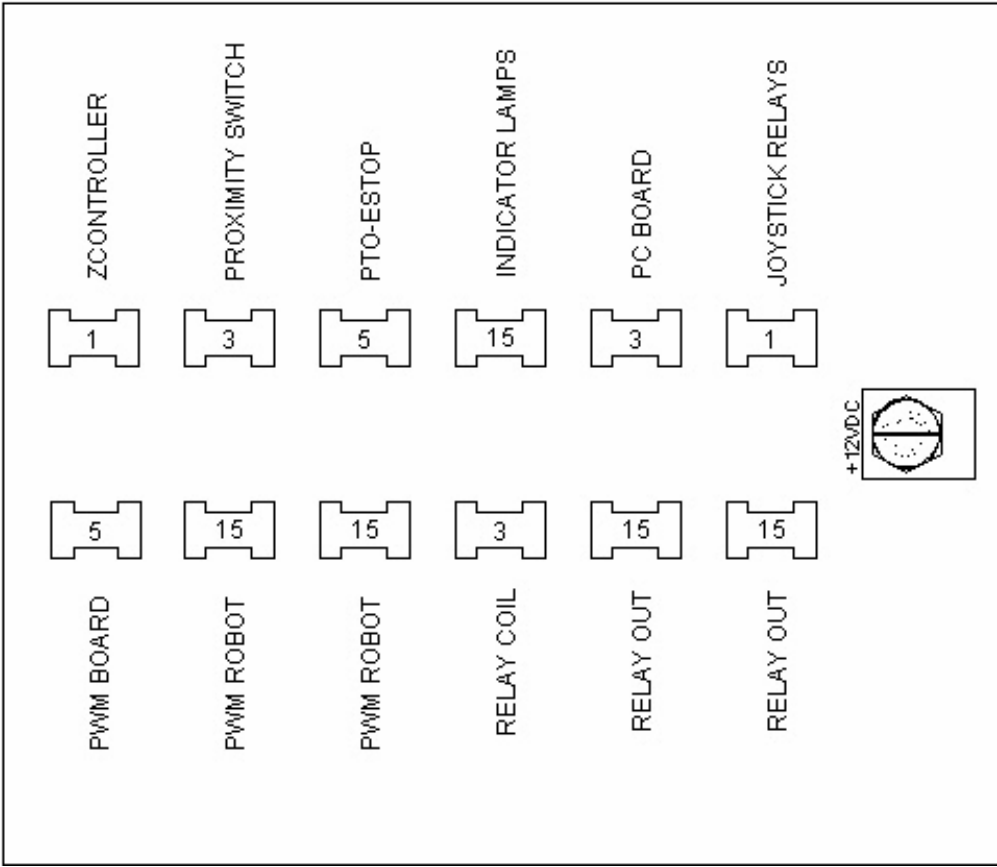 ZCONTROLLER
PROXIMITY SWITCH
PTO-ESTOP
INDICATOR LAMPS
PC BOARD
JOYSTICK RELAYS
1
3
5
15
3
1
+12VDC
5
15
15
3
15
15
PWM BOARD
PWM ROBOT
PWM ROBOT
RELAY COIL
RELAY OUT
RELAY OUT